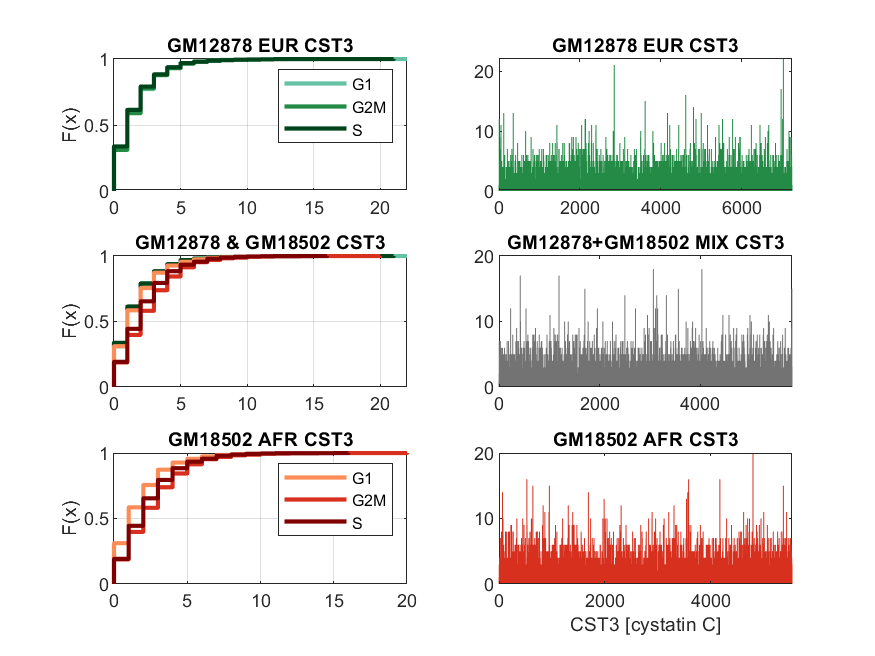 GM12878 EUR CST3
F(x)
1
0.5
0
0 5 10 15 20
G1
G2M
S
GM12878 EUR CST3
20
10
0
0 2000 4000 6000
GM12878 & GM18502 CST3
F(x)
1
0.5
0
0 5 10 15 20
GM12878+GM18502 MIX CST3
20
10
0
0 2000 4000
GM18502 AFR CST3
F(x)
1
0.5
0
0 5 10 15 20
G1
G2M
S
GM18502 AFR CST3
20
10
0
0 2000 4000
CST3 [cystatin C]